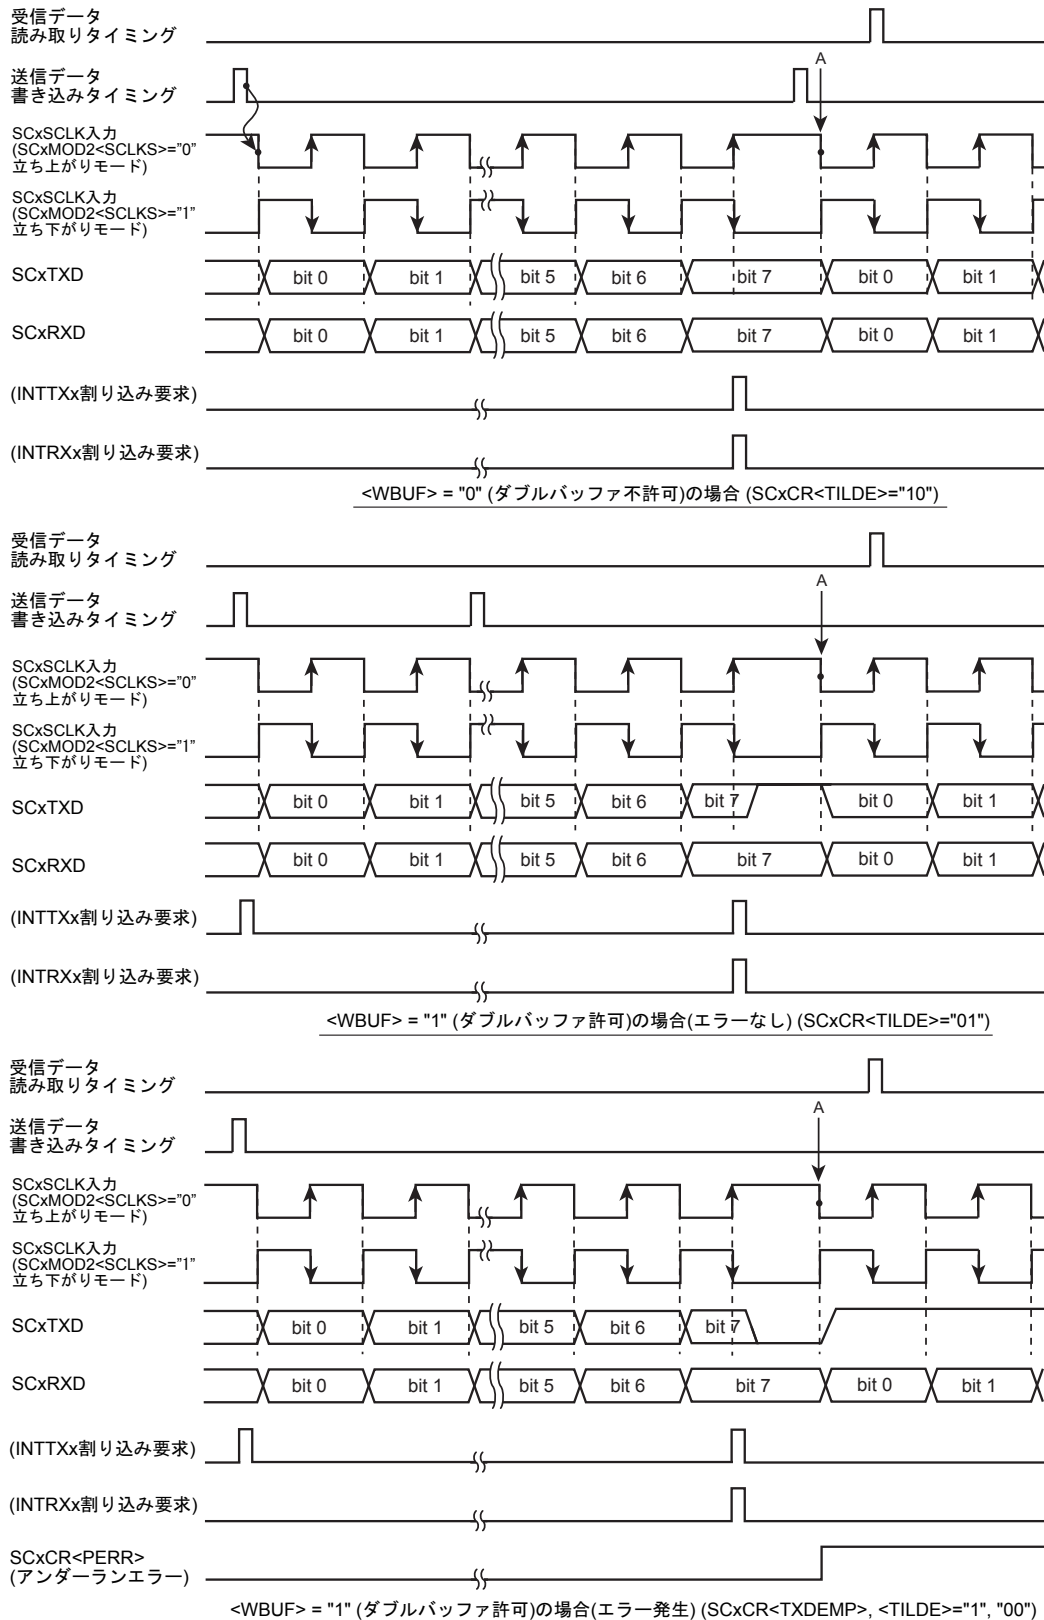 受信データ
読み取りタイミング
A
送信データ
書き込みタイミング
SCxSCLK入力
(SCxMOD2<SCLKS>="0"
立ち上がりモード)
SCxSCLK入力
(SCxMOD2<SCLKS>="1"
立ち下がりモード)
SCxTXD bit 0 bit 1 bit 5 bit 6 bit 7 bit 0 bit 1
SCxRXD bit 0 bit 1 bit 5 bit 6 bit 7 bit 0 bit 1
(INTTXx割り込み要求)
(INTRXx割り込み要求)
<WBUF> = "0" (ダブルバッファ不許可)の場合 (SCxCR<TILDE>="10")
受信データ
読み取りタイミング
A
送信データ
書き込みタイミング
SCxSCLK入力
(SCxMOD2<SCLKS>="0"
立ち上がりモード)
SCxSCLK入力
(SCxMOD2<SCLKS>="1"
立ち下がりモード)
SCxTXD bit 0 bit 1 bit 5 bit 6 bit 7 bit 0 bit 1
SCxRXD bit 0 bit 1 bit 5 bit 6 bit 7 bit 0 bit 1
(INTTXx割り込み要求)
(INTRXx割り込み要求)
<WBUF> = "1" (ダブルバッファ許可)の場合(エラーなし) (SCxCR<TILDE>="01")
受信データ
読み取りタイミング
A
送信データ
書き込みタイミング
SCxSCLK入力
(SCxMOD2<SCLKS>="0"
立ち上がりモード)
SCxSCLK入力
(SCxMOD2<SCLKS>="1"
立ち下がりモード)
SCxTXD bit 0 bit 1 bit 5 bit 6 bit 7
SCxRXD bit 0 bit 1 bit 5 bit 6 bit 7 bit 0 bit 1
(INTTXx割り込み要求)
(INTRXx割り込み要求)
SCxCR<PERR>
(アンダーランエラー)
<WBUF> = "1" (ダブルバッファ許可)の場合(エラー発生) (SCxCR<TXDEMP>, <TILDE>="1", "00")